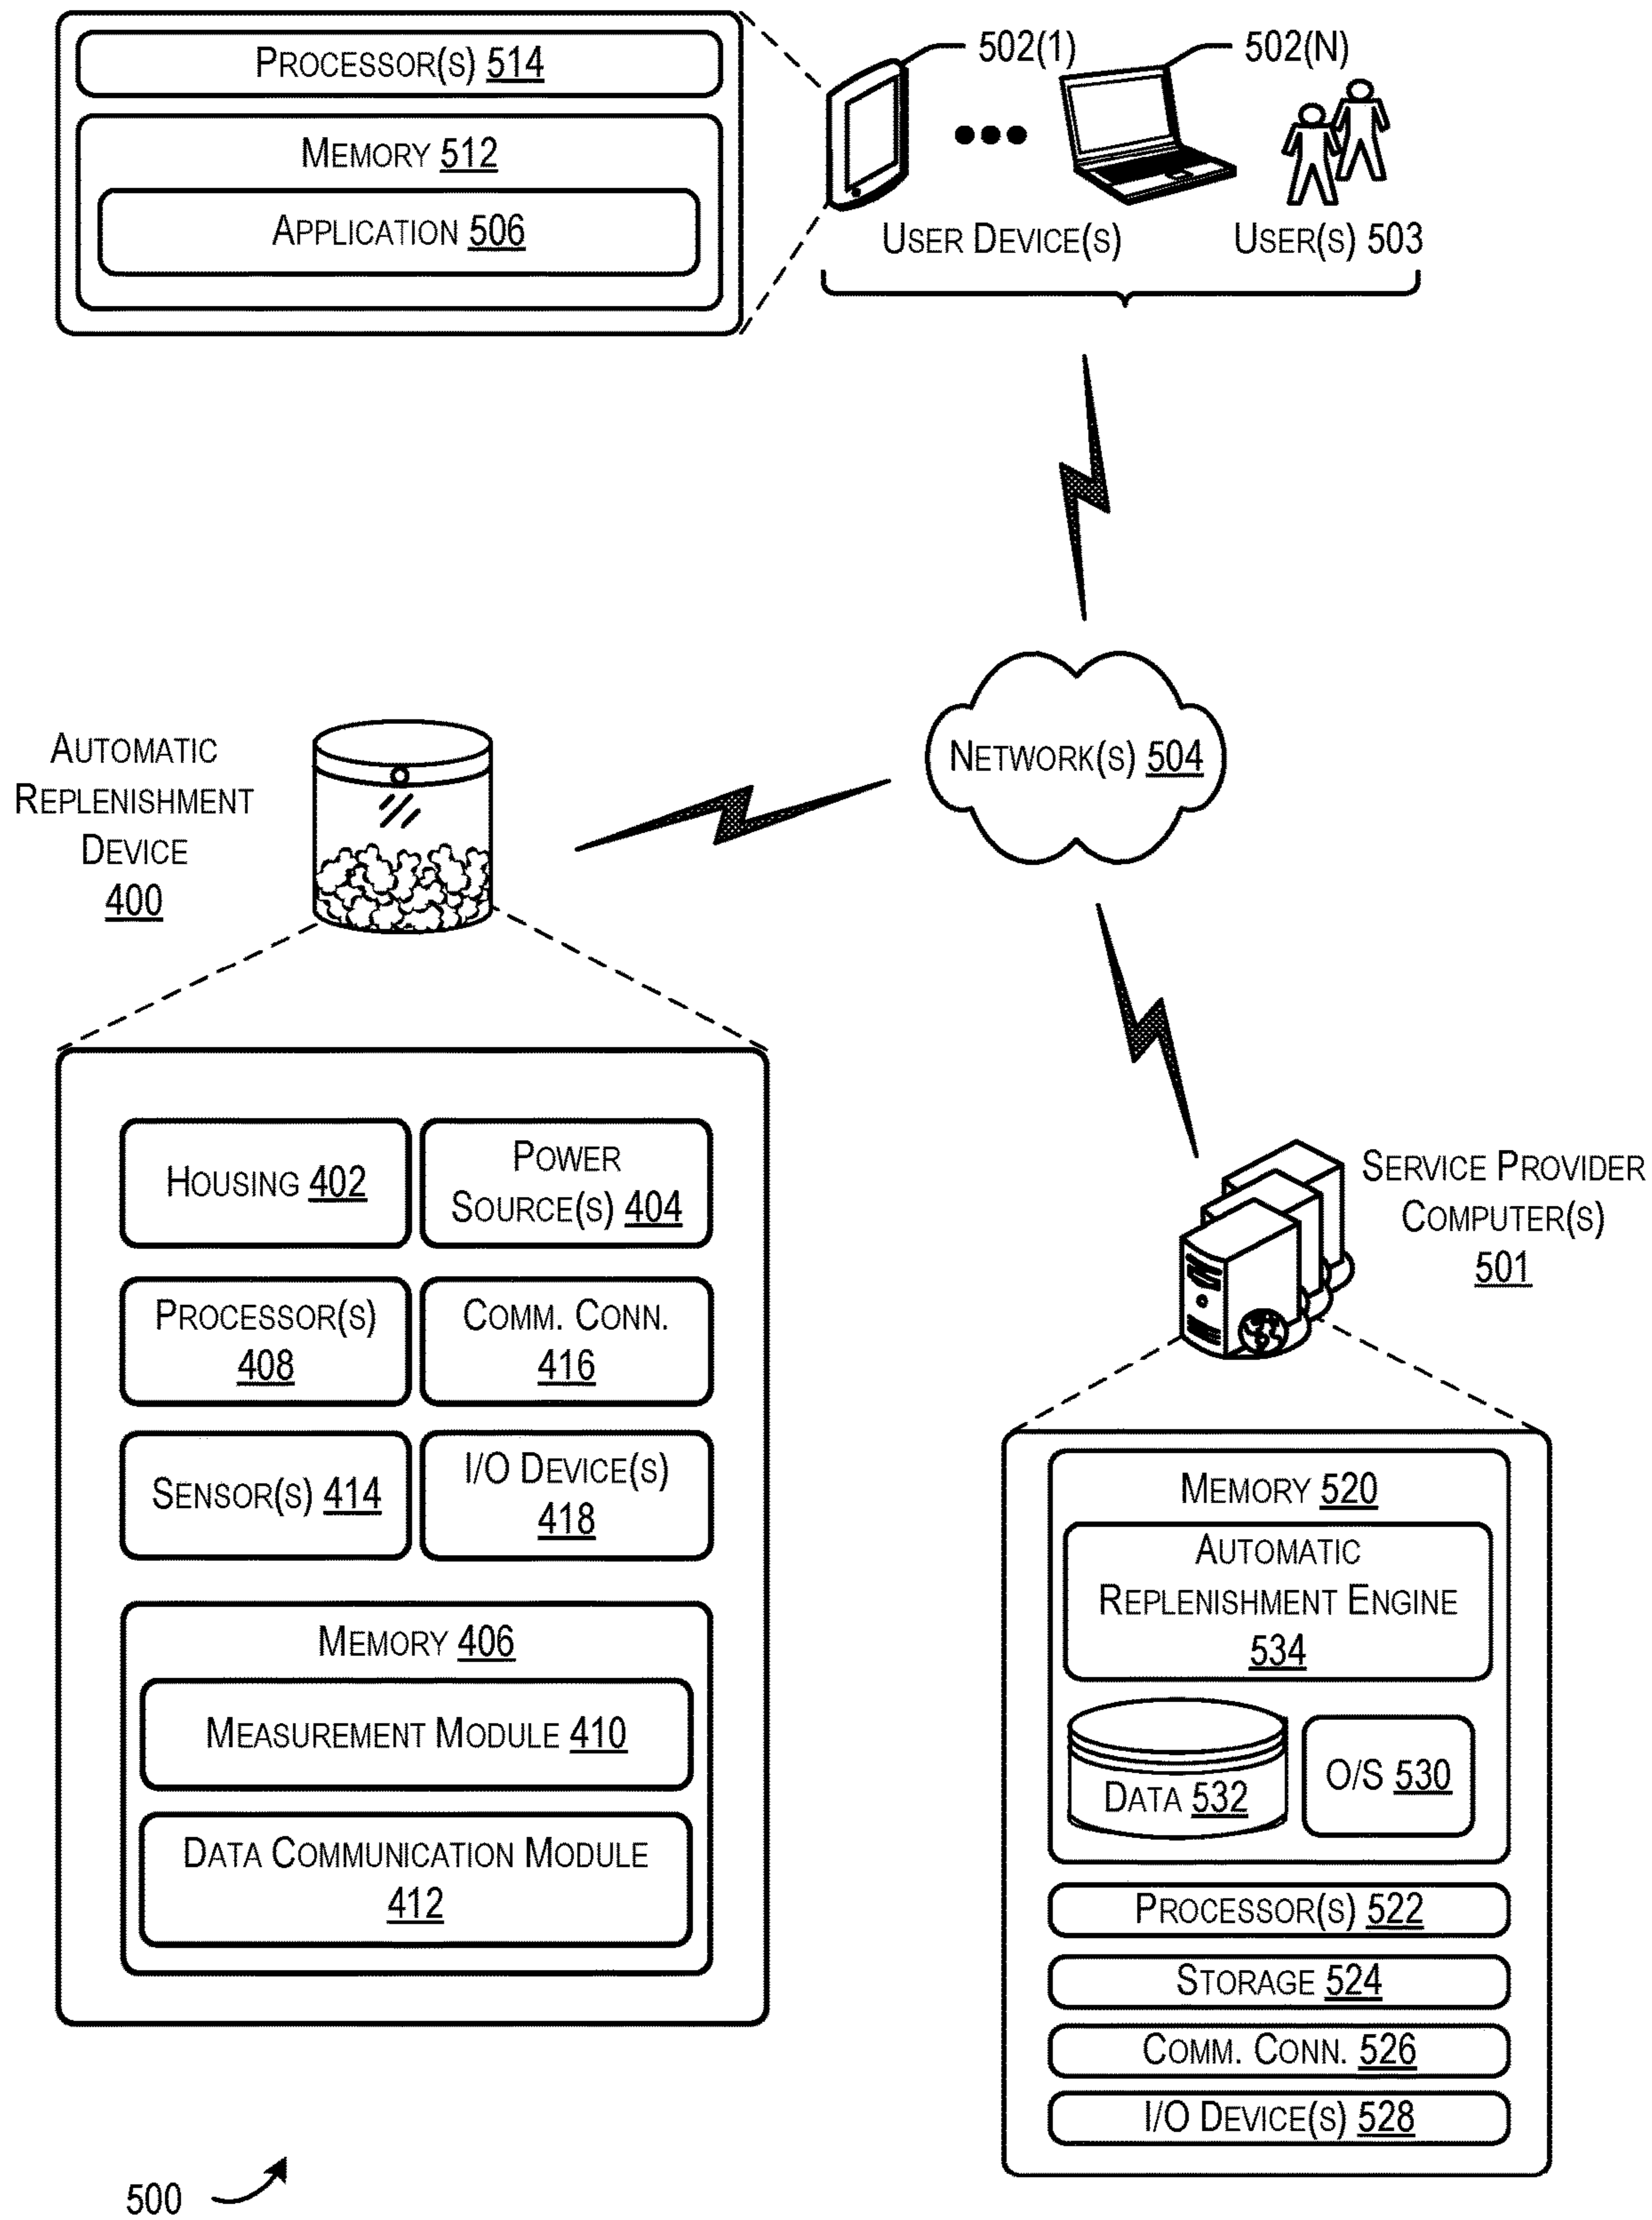 PROCESSOR(S) 514
MEMORY 512
APPLICATION 506
502(1)
502(N)
USER DEVICE(S)
USER(S) 503
NETWORK(S) 504
AUTOMATIC
REPLENISHMENT
DEVICE
400
HOUSING 402
POWER
SOURCE(S) 404
PROCESSOR(S)
408
COMM. CONN.
416
SENSOR(S) 414
I/O DEVICE(S)
418
MEMORY 406
MEASUREMENT MODULE 410
DATA COMMUNICATION MODULE
412
SERVICE PROVIDER
COMPUTER(S)
501
MEMORY 520
AUTOMATIC
REPLENISHMENT ENGINE
534
DATA 532
O/S 530
PROCESSOR(S) 522
STORAGE 524
COMM. CONN. 526
I/O DEVICE(S) 528
500